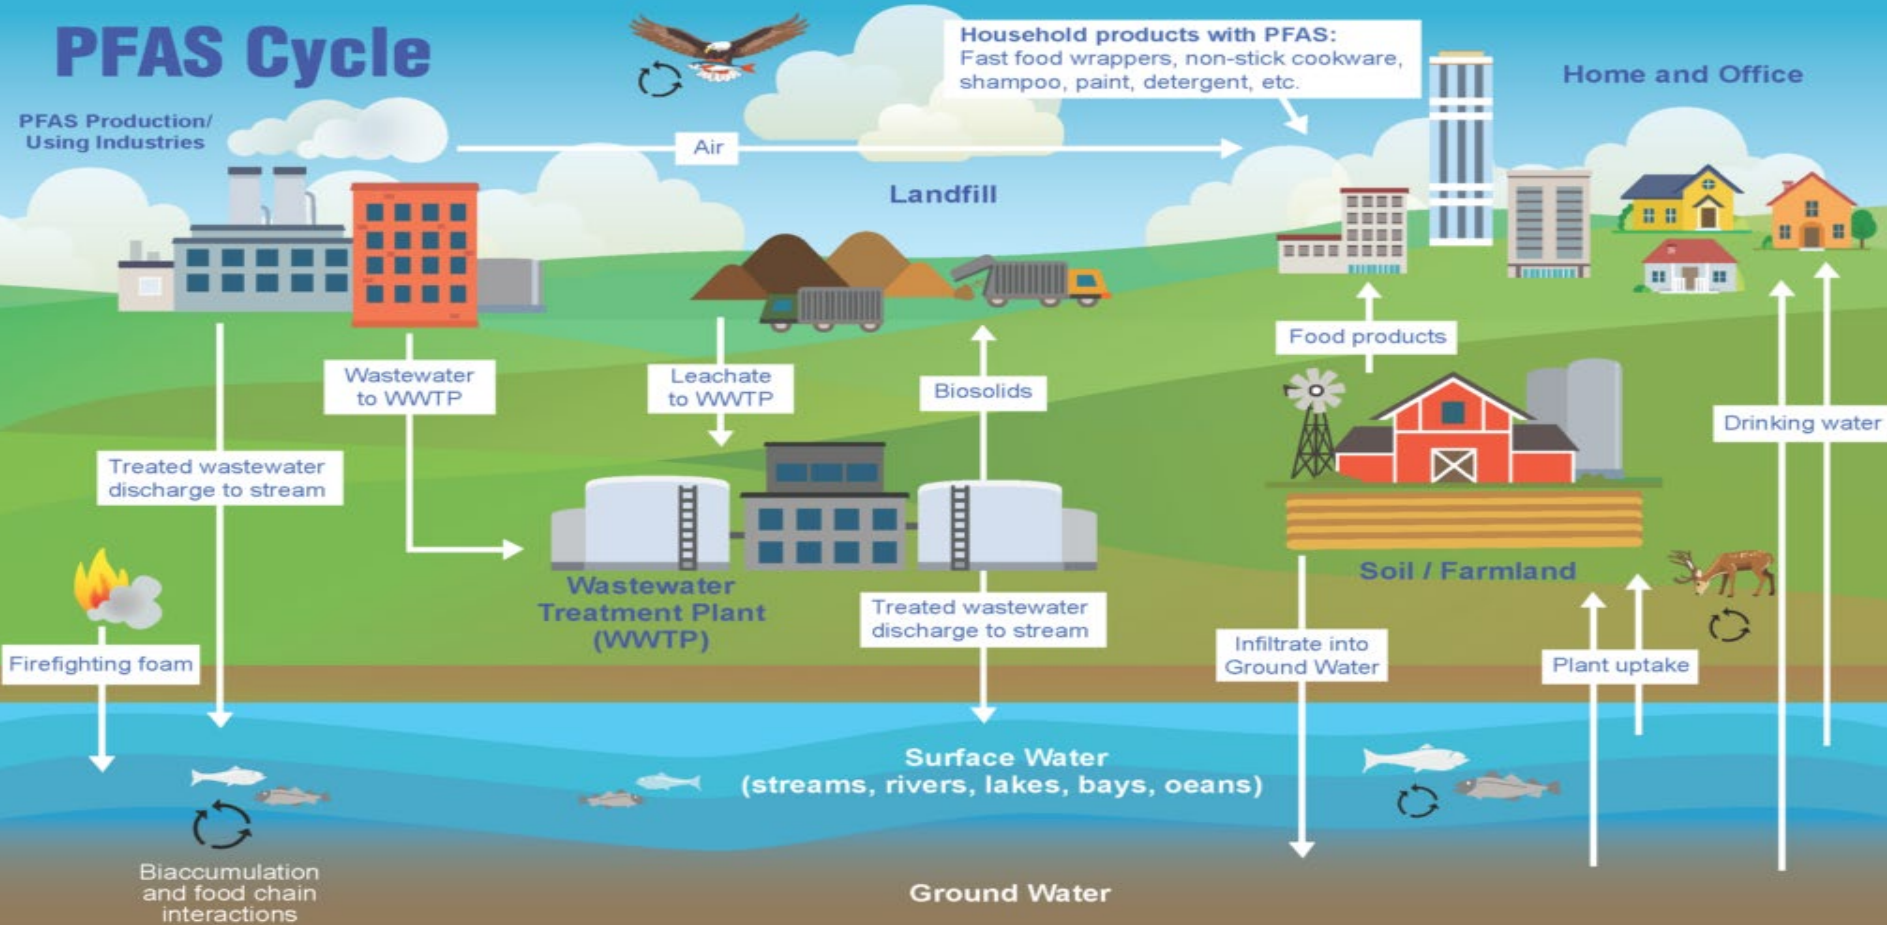 PFAS Cycle
PFAS Production/
Using Industries
Air
Household products with PFAS:
Fast food wrappers, non-stick cookware,
shampoo, paint, detergent, etc.
Home and Office
Landfill
Wastewater
to WWTP
Leachate
to WWTP
Biosolids
Food products
Drinking water
Treated wastewater
discharge to stream
Wastewater
Treatment Plant
(WWTP)
Treated wastewater
discharge to stream
Soil / Farmland
Firefighting foam
Infiltrate into
Ground Water
Plant uptake
Surface Water
(streams, rivers, lakes, bays, oeans)
Biaccumulation
and food chain
interactions
Ground Water